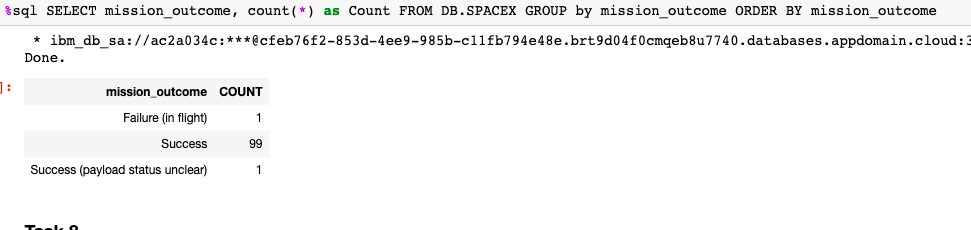 %sql SELECT mission_outcome, count(*) as Count FROM DB.SPACEX GROUP by mission_outcome ORDER BY mission_outcome
* ibm_db_sa://ac2a034c:***@cfeb76f2-853d-4ee9-985b-c11fb794e48e.brt9d04f0cmqeb8u7740.databases.appdomain.cloud:3
Done.
]:
mission_outcome COUNT
Failure (in flight) 1
Success 99
Success (payload status unclear) 1
Task 8